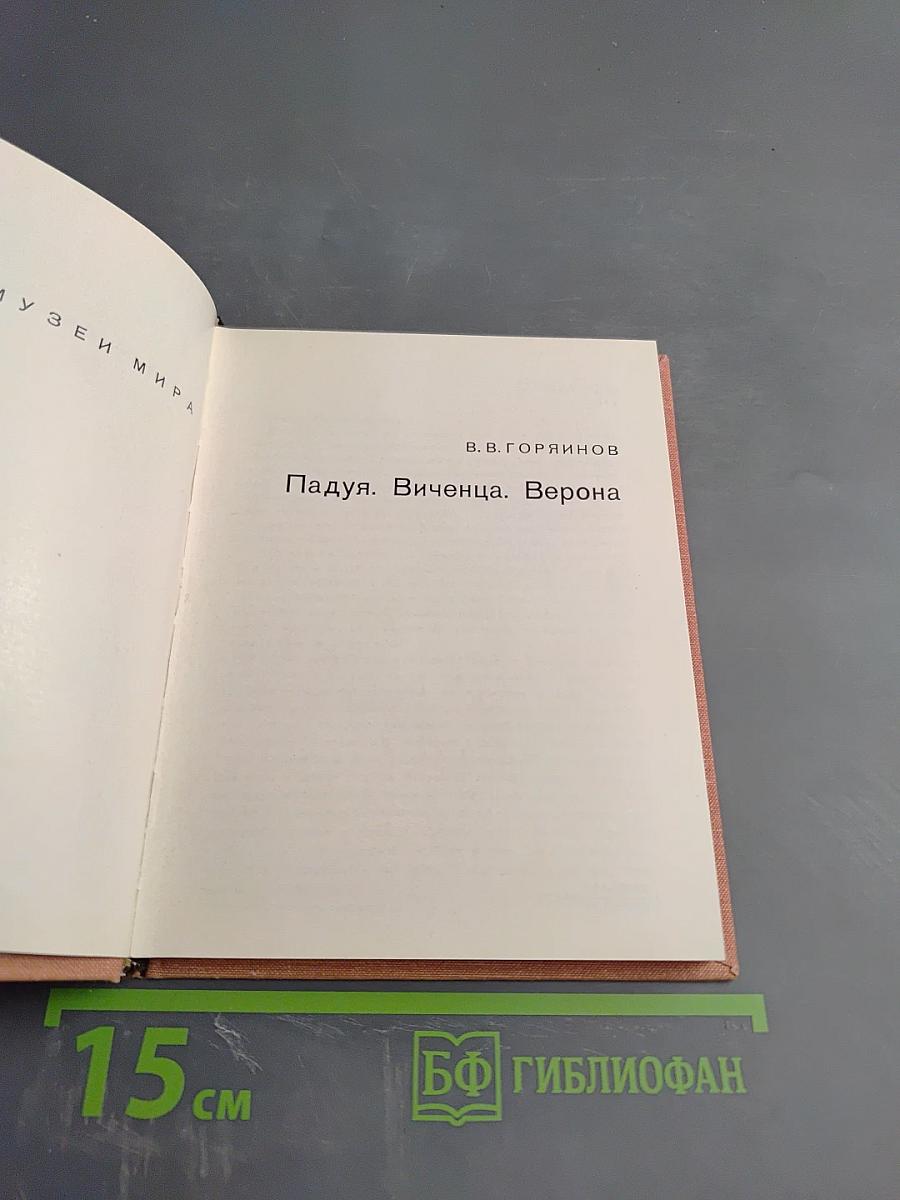 МУЗЕИ МИРА
В. В. ГОРЯИНОВ
Падуя. Виченца. Верона
15 см
БФ ГИБЛИОФАН